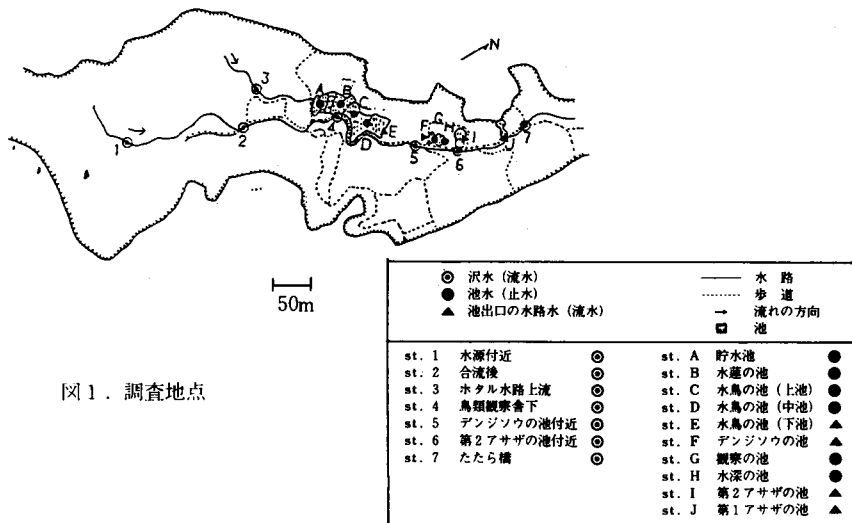 N
3
A B
C
F G H I
4 E
1 2 D 5 6 J 7
50m
図1．調査地点
◎ 沢水（流水）
● 池水（止水）
▲ 池出口の水路水（流水）
—— 水路
------ 歩道
→ 流れの方向
池
st. 1 水源付近 ◎
st. 2 合流後 ◎
st. 3 ホタル水路上流 ◎
st. 4 鳥類観察舎下 ◎
st. 5 デンジソウの池付近 ◎
st. 6 第2アサザの池付近 ◎
st. 7 たたら橋 ◎
st. A 貯水池 ●
st. B 水蓮の池 ●
st. C 水鳥の池（上池） ●
st. D 水鳥の池（中池） ●
st. E 水鳥の池（下池） ▲
st. F デンジソウの池 ▲
st. G 観察の池 ●
st. H 水深の池 ●
st. I 第2アサザの池 ▲
st. J 第1アサザの池 ▲